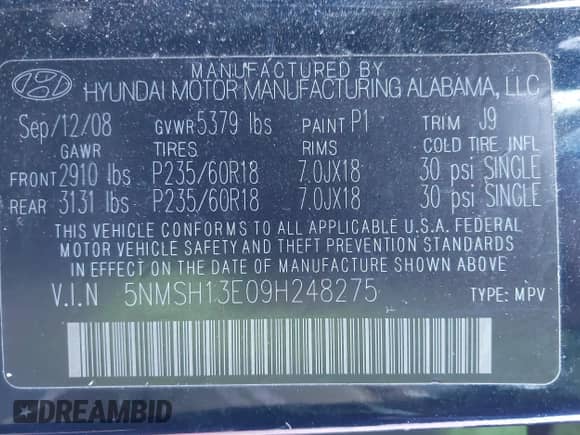 MANUFACTURED BY
HYUNDAI MOTOR MANUFACTURING ALABAMA, LLC
Sep/12/08 GVWR 5379 lbs PAINT P1 TRIM J9
GAWR TIRES RIMS COLD TIRE INFL
FRONT 2910 lbs P235/60R18 7.0JX18 30 psi SINGLE
REAR 3131 lbs P235/60R18 7.0JX18 30 psi SINGLE
THIS VEHICLE CONFORMS TO ALL APPLICABLE U.S.A. FEDERAL
MOTOR VEHICLE SAFETY AND THEFT PREVENTION STANDARDS
IN EFFECT ON THE DATE OF MANUFACTURE SHOWN ABOVE.
V.I.N 5NMSH13E09H248275 TYPE: MPV
DREAMBID